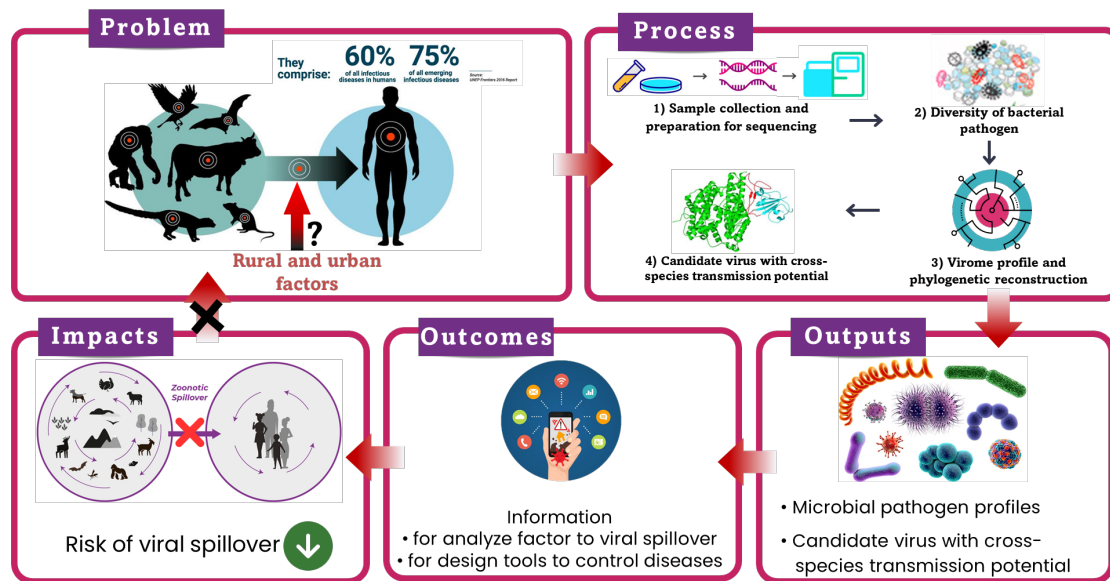 Problem
They
comprise:
60%
of all infectious
diseases in humans
75%
of all emerging
infectious diseases
Source:
UNEP Frontiers 2016 Report
?
Rural and urban
factors
Process
1) Sample collection and
preparation for sequencing
2) Diversity of bacterial
pathogen
3) Virome profile and
phylogenetic reconstruction
4) Candidate virus with cross-
species transmission potential
Impacts
Zoonotic
Spillover
Risk of viral spillover
Outcomes
Information
• for analyze factor to viral spillover
• for design tools to control diseases
Outputs
• Microbial pathogen profiles
• Candidate virus with cross-
species transmission potential